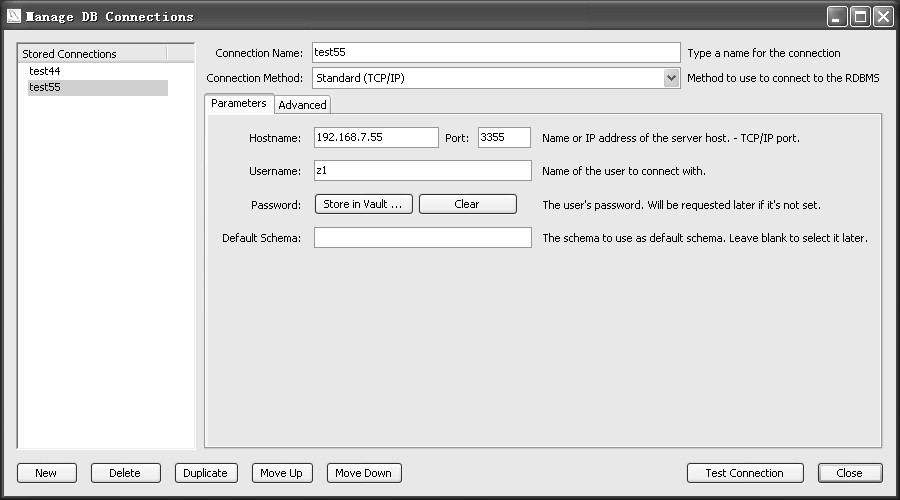 Manage DB Connections
Stored Connections
test44
test55
Connection Name: test55 Type a name for the connection
Connection Method: Standard (TCP/IP) Method to use to connect to the RDBMS
Parameters Advanced
Hostname: 192.168.7.55 Port: 3355 Name or IP address of the server host. - TCP/IP port.
Username: z1 Name of the user to connect with.
Password: Store in Vault ... Clear The user's password. Will be requested later if it's not set.
Default Schema: The schema to use as default schema. Leave blank to select it later.
New Delete Duplicate Move Up Move Down Test Connection Close